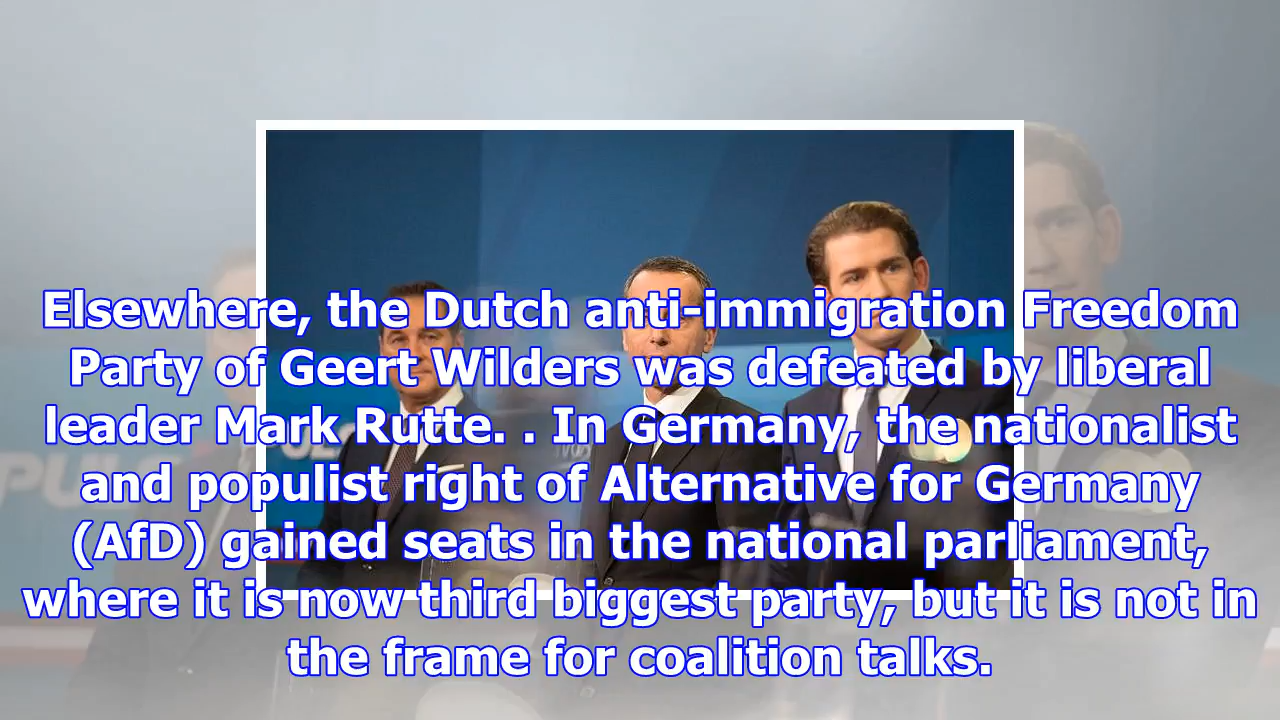 Elsewhere, the Dutch anti-immigration Freedom
Party of Geert Wilders was defeated by liberal
leader Mark Rutte. . In Germany, the nationalist
and populist right of Alternative for Germany
(AfD) gained seats in the national parliament,
where it is now third biggest party, but it is not in
the frame for coalition talks.
PULS